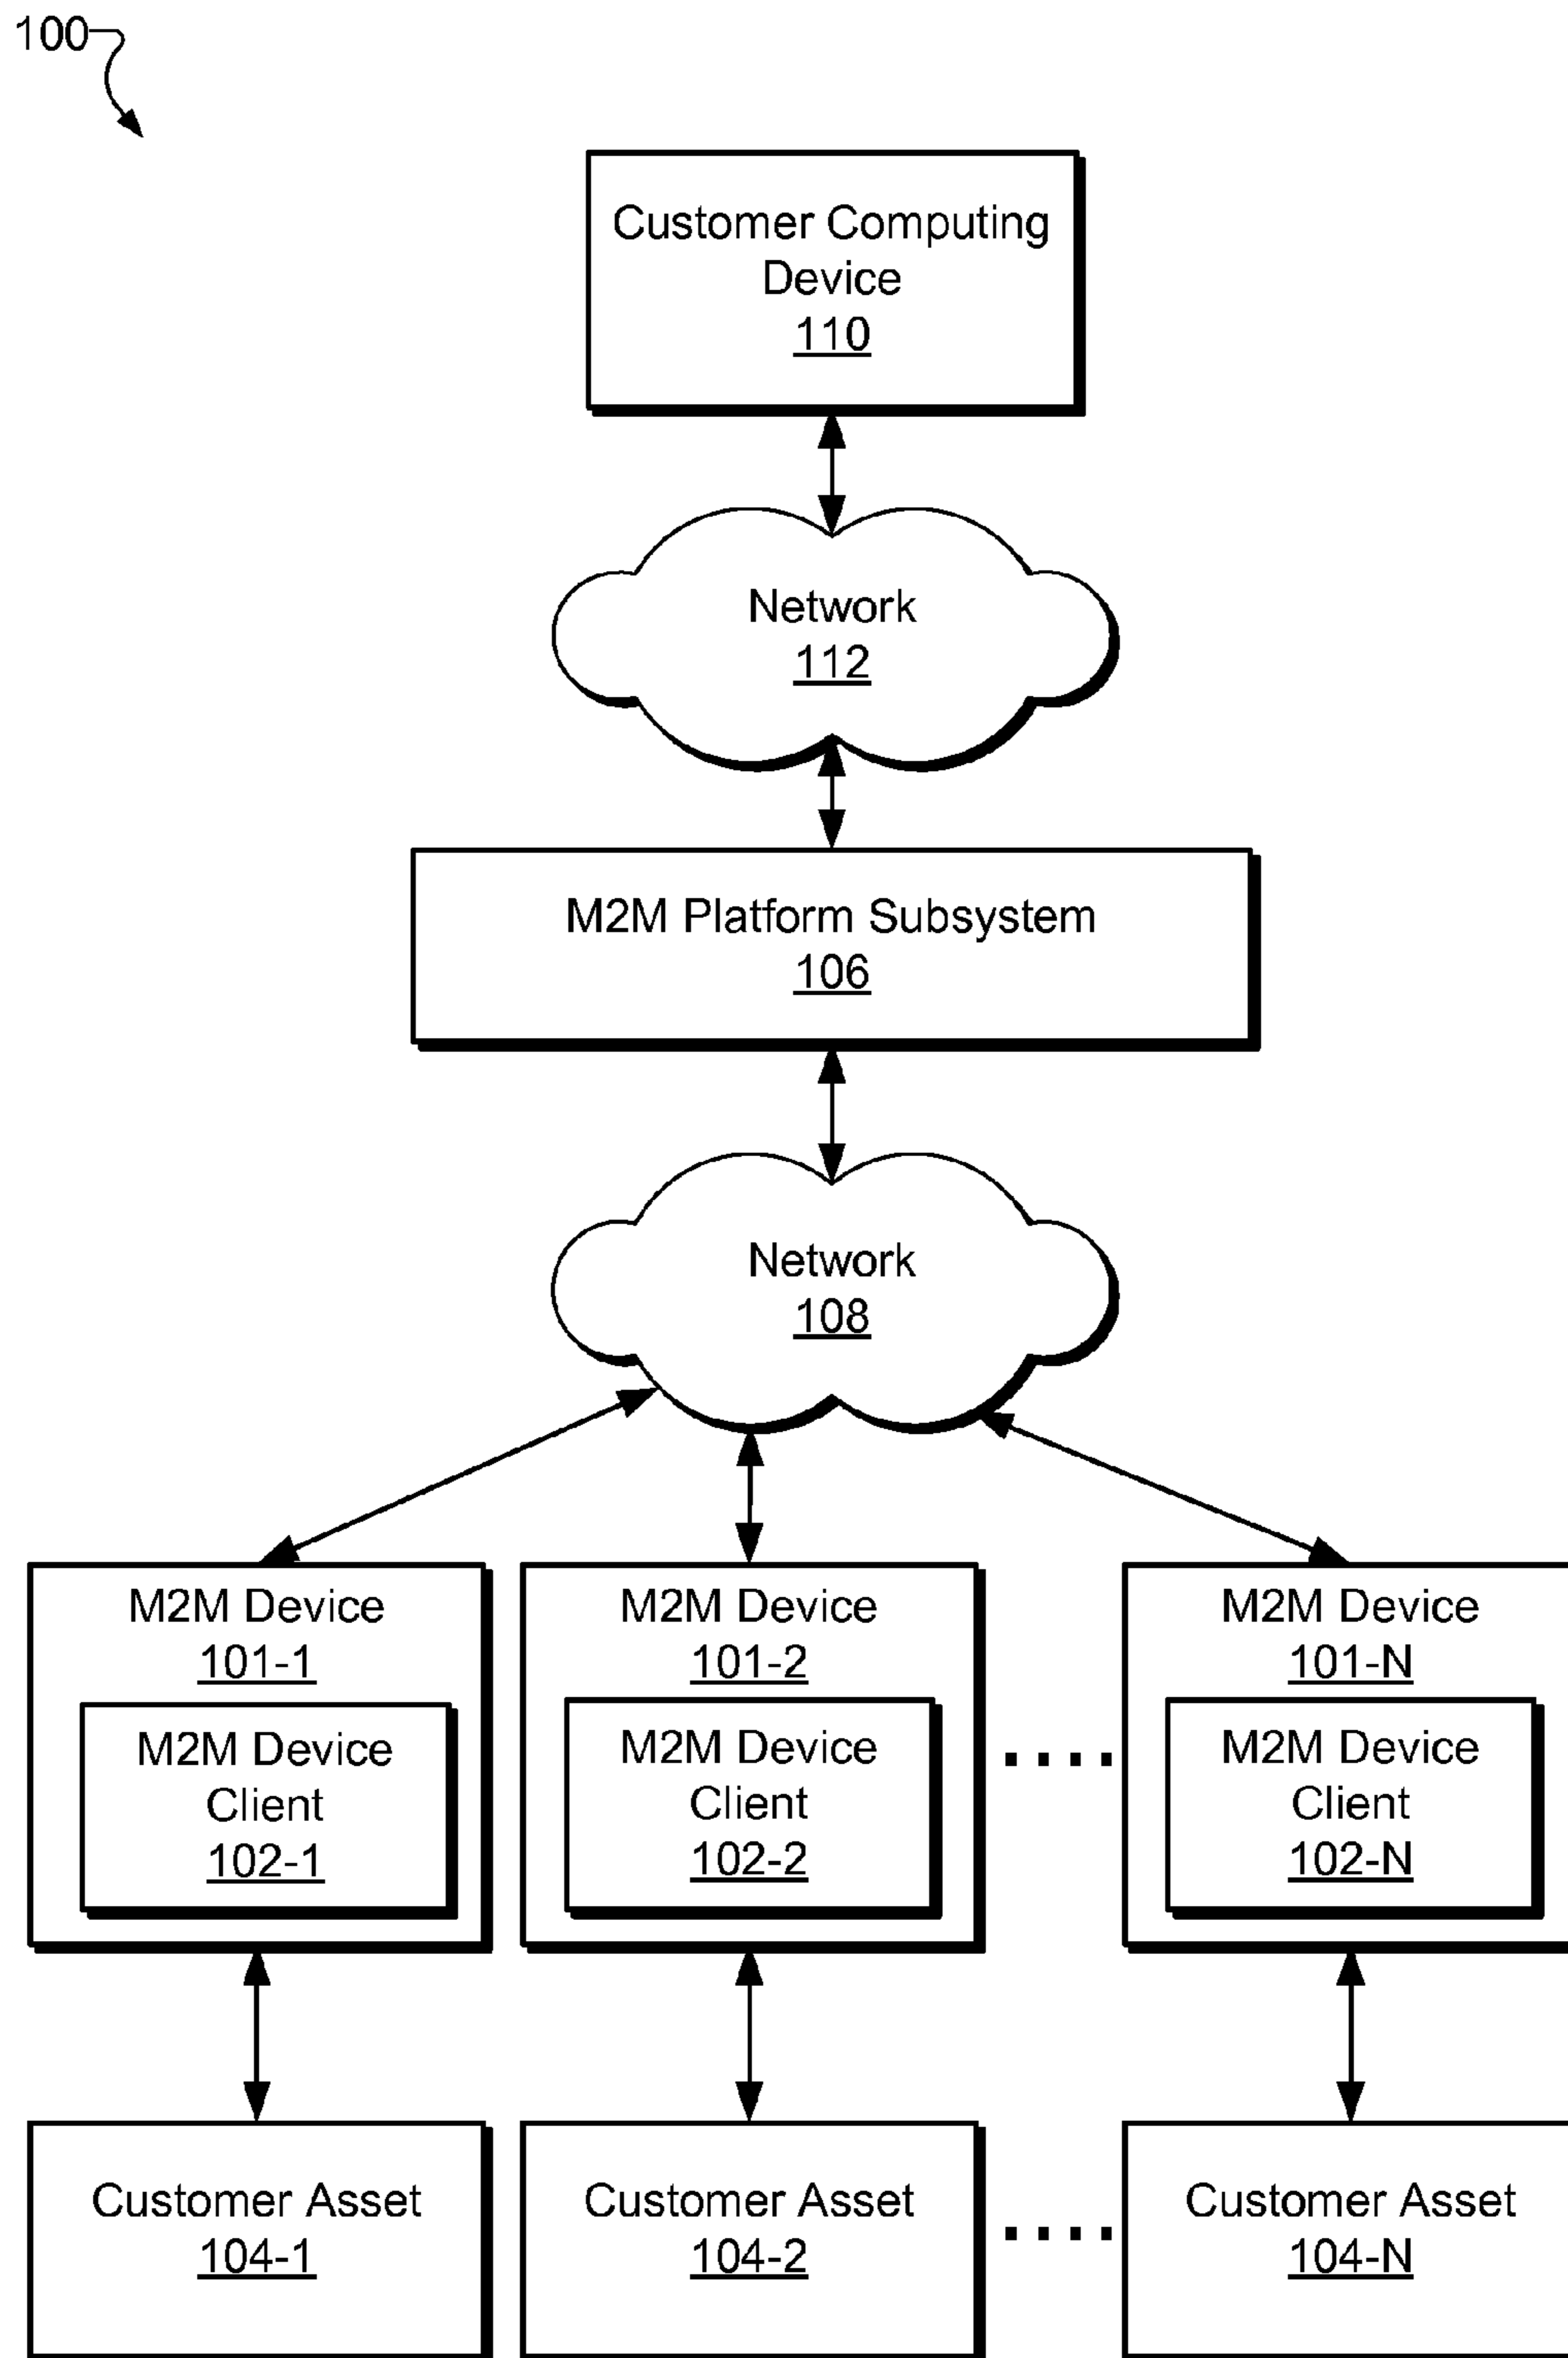 100
Customer Computing
Device
110
Network
112
M2M Platform Subsystem
106
Network
108
M2M Device
101-1
M2M Device
Client
102-1
M2M Device
101-2
M2M Device
Client
102-2
M2M Device
101-N
M2M Device
Client
102-N
Customer Asset
104-1
Customer Asset
104-2
Customer Asset
104-N